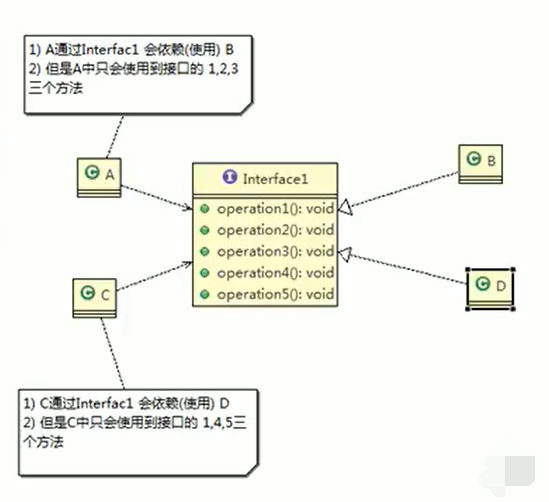 1) A通过Interfac1 会依赖(使用) B
2) 但是A中只会使用到接口的 1,2,3
三个方法
C A
I Interface1
C B
operation1(): void
operation2(): void
operation3(): void
operation4(): void
operation5(): void
C C
C D
1) C通过Interfac1 会依赖(使用) D
2) 但是C中只会使用到接口的 1,4,5三
个方法